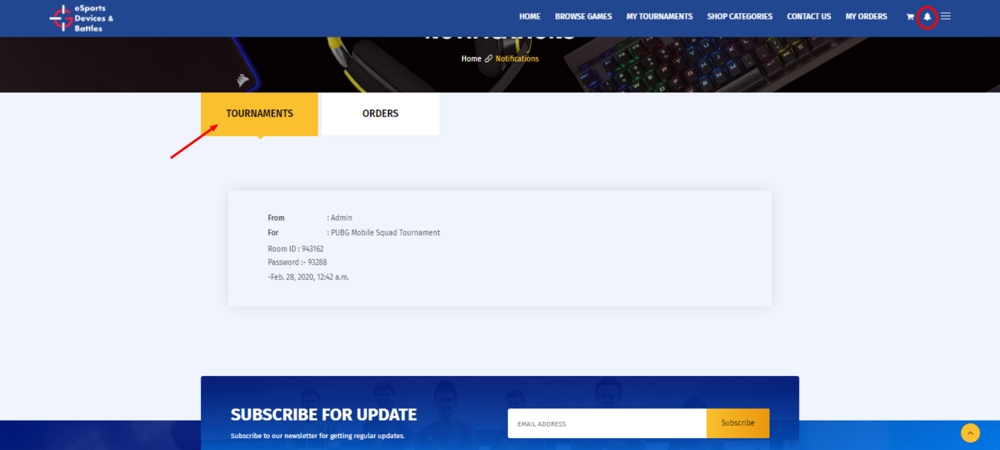 eSports
Devices &
Battles
HOME BROWSE GAMES MY TOURNAMENTS SHOP CATEGORIES CONTACT US MY ORDERS
NOTIFICATIONS
Home Notifications
TOURNAMENTS ORDERS
From : Admin
For : PUBG Mobile Squad Tournament
Room ID : 943162
Password :- 93288
-Feb. 28, 2020, 12:42 a.m.
SUBSCRIBE FOR UPDATE
Subscribe to our newsletter for getting regular updates.
EMAIL ADDRESS
Subscribe